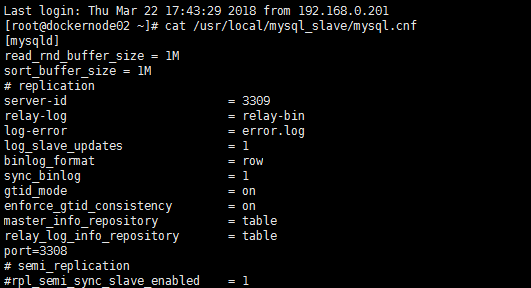 Last login: Thu Mar 22 17:43:29 2018 from 192.168.0.201
[root@dockernode02 ~]# cat /usr/local/mysql_slave/mysql.cnf
[mysqld]
read_rnd_buffer_size = 1M
sort_buffer_size = 1M
# replication
server-id                      = 3309
relay-log                      = relay-bin
log-error                      = error.log
log_slave_updates              = 1
binlog_format                  = row
sync_binlog                    = 1
gtid_mode                      = on
enforce_gtid_consistency       = on
master_info_repository         = table
relay_log_info_repository      = table
port=3308
# semi_replication
#rpl_semi_sync_slave_enabled    = 1